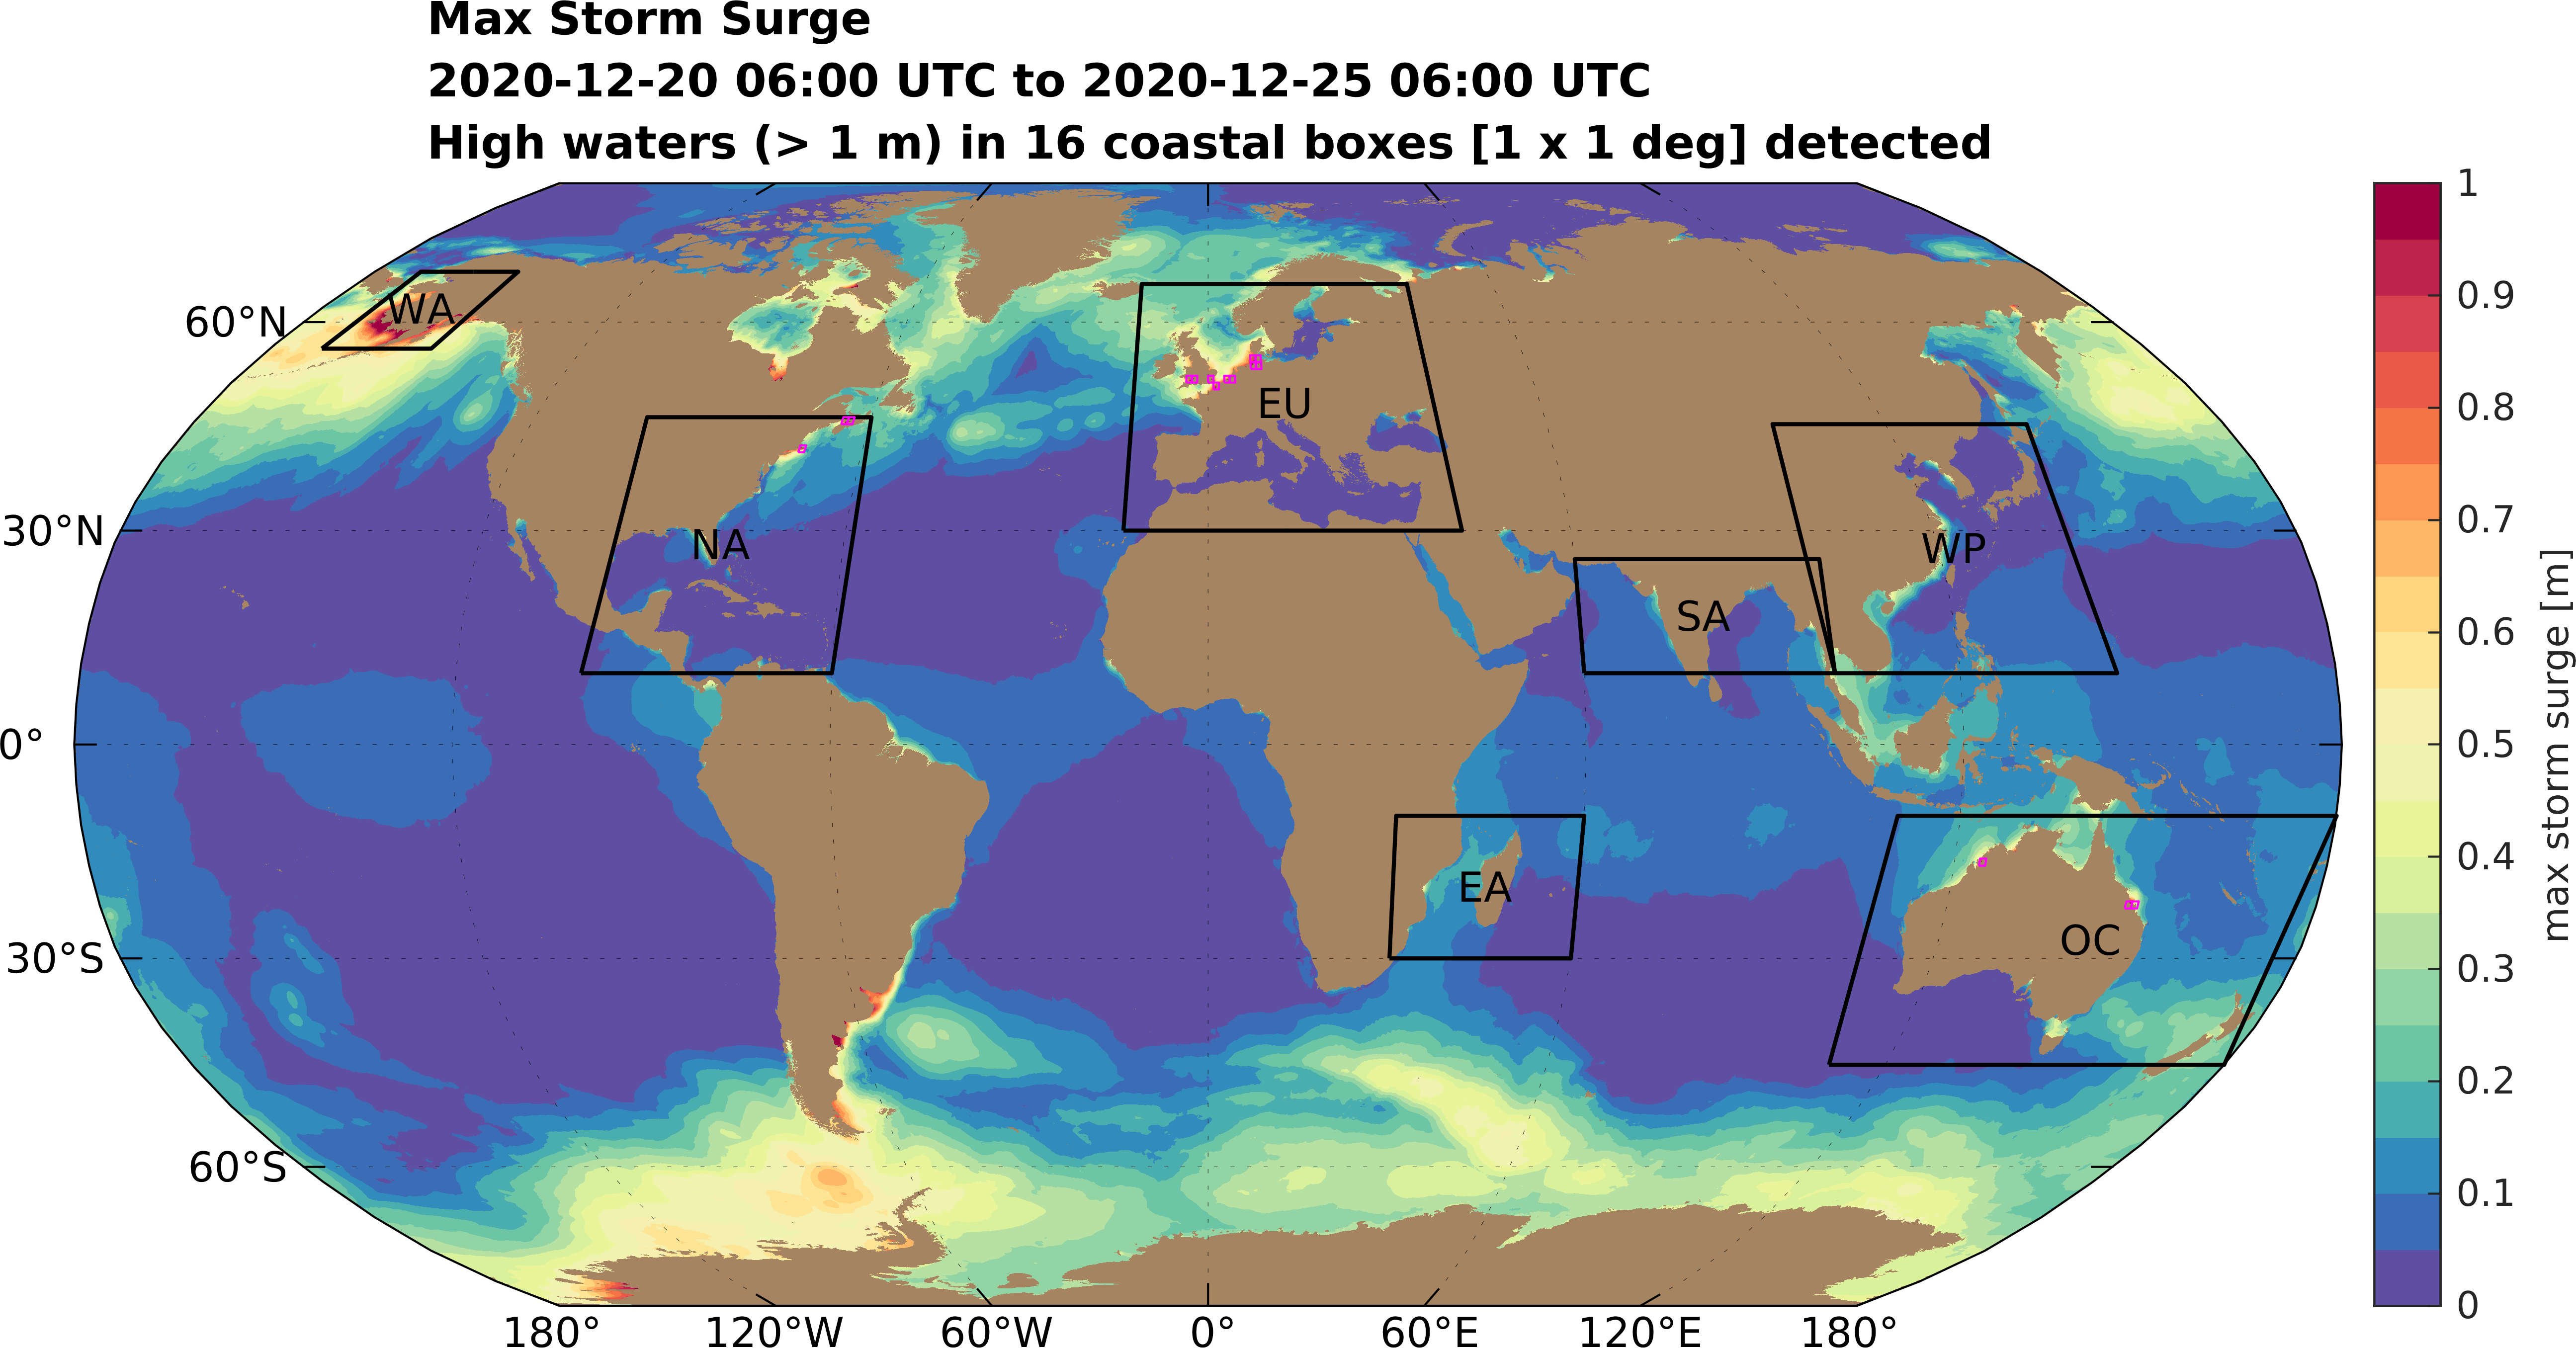 Max Storm Surge
2020-12-20 06:00 UTC to 2020-12-25 06:00 UTC
High waters (> 1 m) in 16 coastal boxes [1 x 1 deg] detected
WA
EU
NA
WP
SA
EA
OC
60°N
30°N
0°
30°S
60°S
180°
120°W
60°W
0°
60°E
120°E
180°
1
0.9
0.8
0.7
0.6
0.5
0.4
0.3
0.2
0.1
0
max storm surge [m]